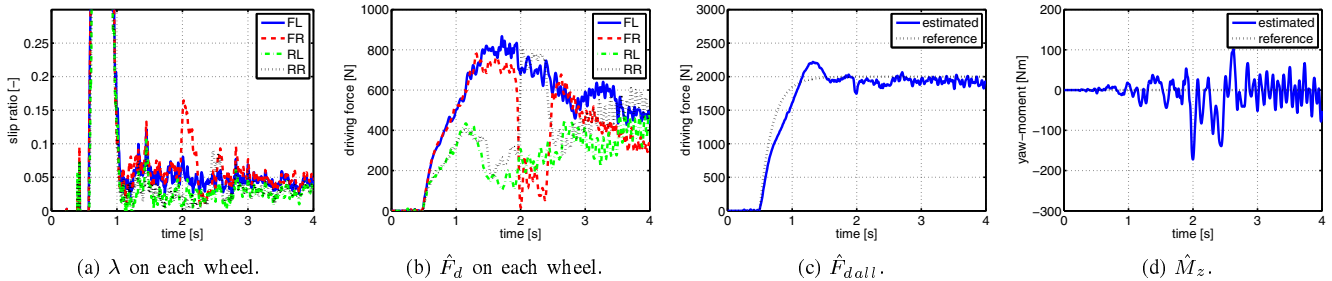 0.25
0.2
0.15
0.1
0.05
0
slip ratio [−]
0 1 2 3 4
time [s]
FL
FR
RL
RR
(a) λ on each wheel.
1000
800
600
400
200
0
driving force [N]
0 1 2 3 4
time [s]
FL
FR
RL
RR
(b) F̂d on each wheel.
3000
2500
2000
1500
1000
500
0
driving force [N]
0 1 2 3 4
time [s]
estimated
reference
(c) F̂dall.
200
100
0
−100
−200
−300
yaw−moment [Nm]
0 1 2 3 4
time [s]
estimated
reference
(d) M̂z.